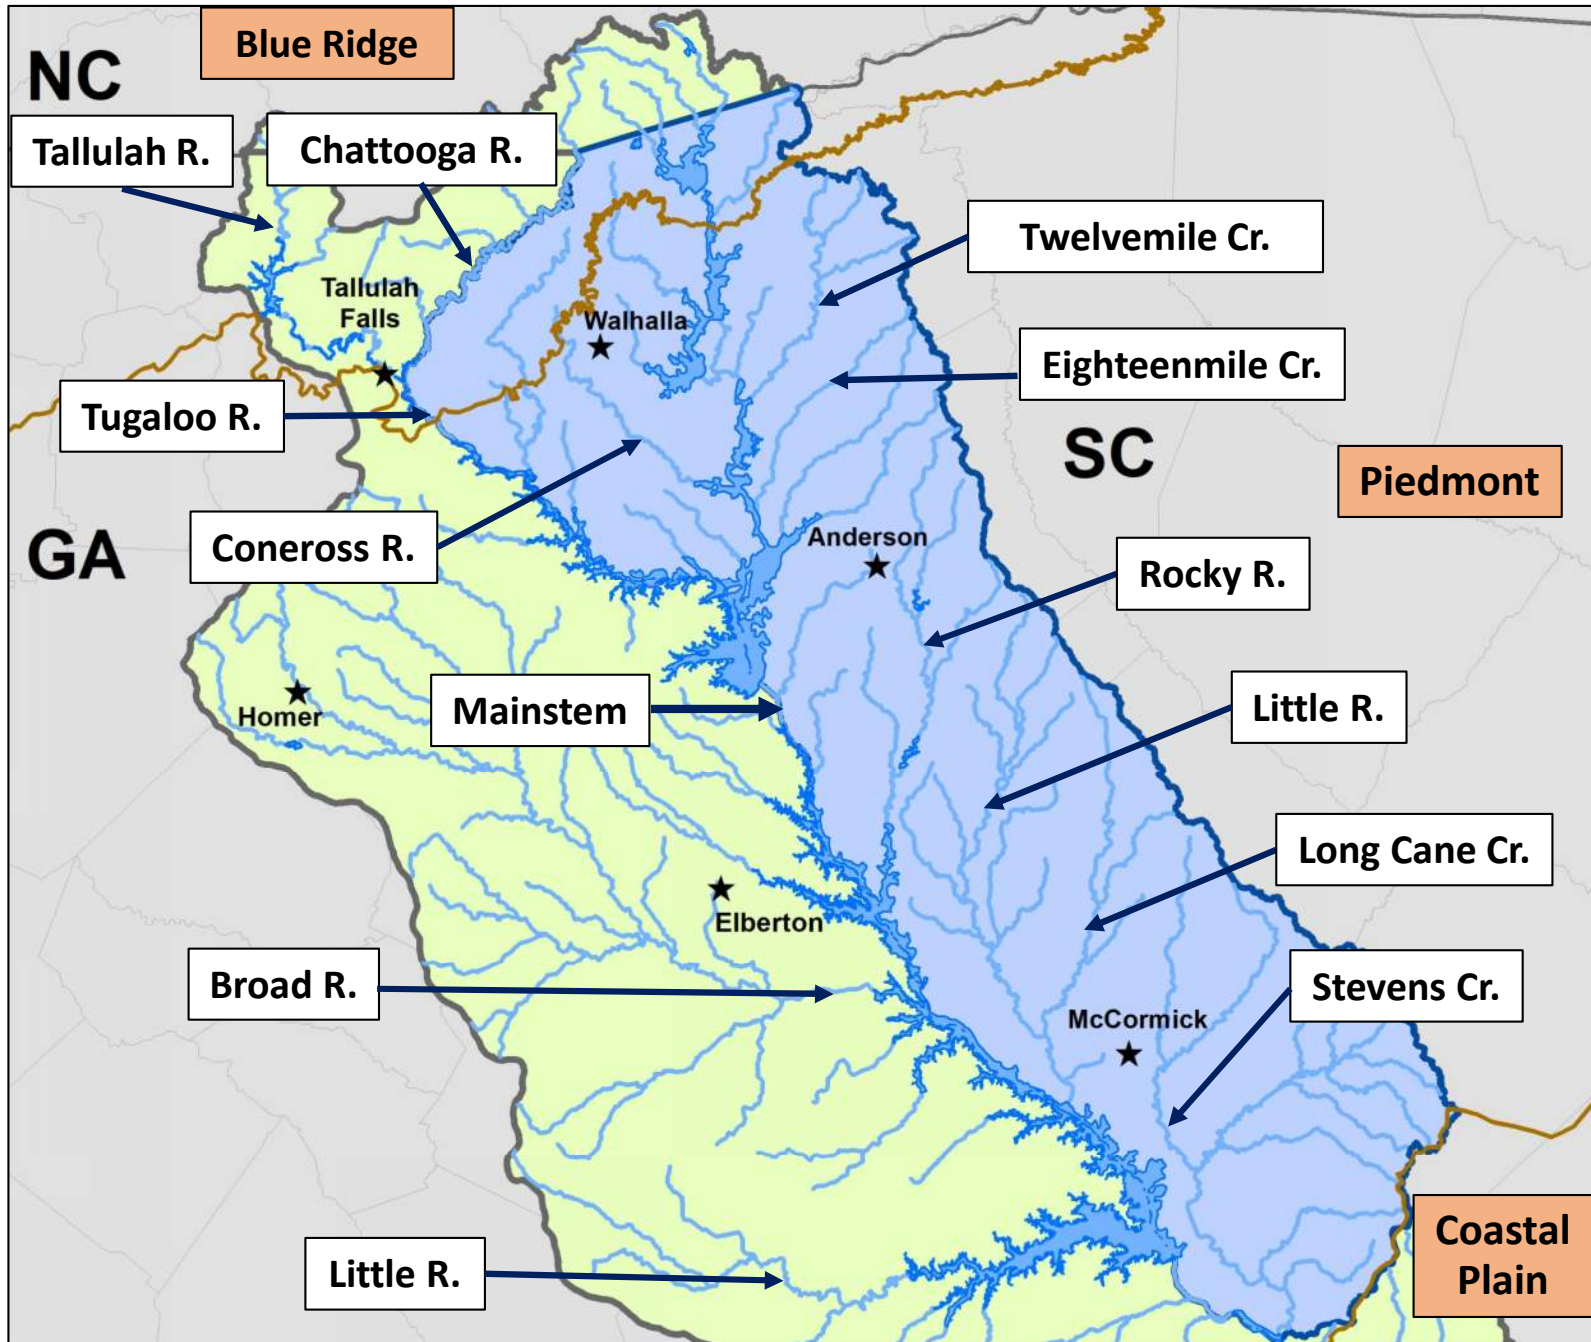 Blue Ridge
NC
Tallulah R.
Chattooga R.
Twelvemile Cr.
Tallulah
Falls
Walhalla
Eighteenmile Cr.
Tugaloo R.
SC
Piedmont
GA
Coneross R.
Anderson
Rocky R.
Homer
Mainstem
Little R.
Long Cane Cr.
Elberton
Broad R.
Stevens Cr.
McCormick
Coastal
Plain
Little R.